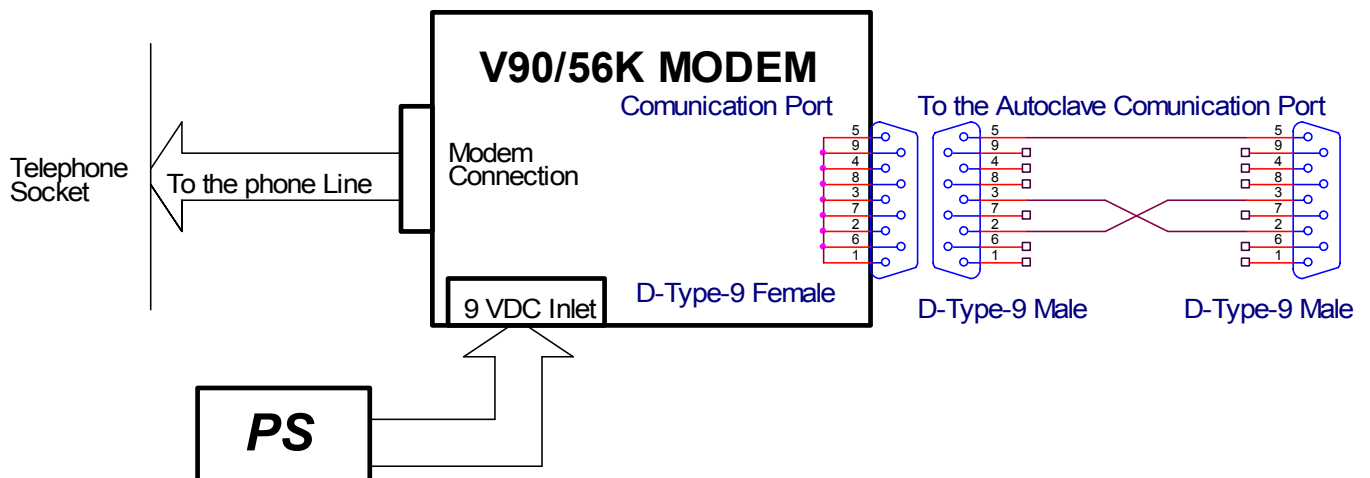 V90/56K MODEM
Comunication Port
To the Autoclave Comunication Port
Telephone
Socket
To the phone Line
Modem
Connection
5
9
4
8
3
7
2
6
1
5
9
4
8
3
7
2
6
1
5
9
4
8
3
7
2
6
1
9 VDC Inlet
D-Type-9 Female
D-Type-9 Male
D-Type-9 Male
PS